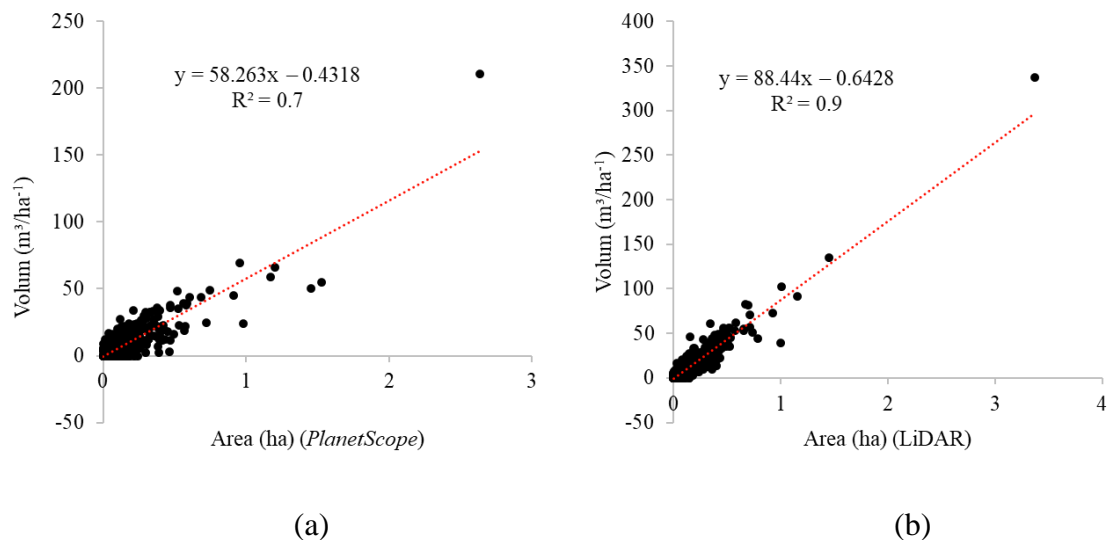 250
200
150
100
50
0
-50
0
1
2
3
Volum (m³/ha⁻¹)
Area (ha) (PlanetScope)
y = 58.263x – 0.4318
R² = 0.7
(a)
400
350
300
250
200
150
100
50
0
-50
0
1
2
3
4
Volum (m³/ha⁻¹)
Area (ha) (LiDAR)
y = 88.44x – 0.6428
R² = 0.9
(b)